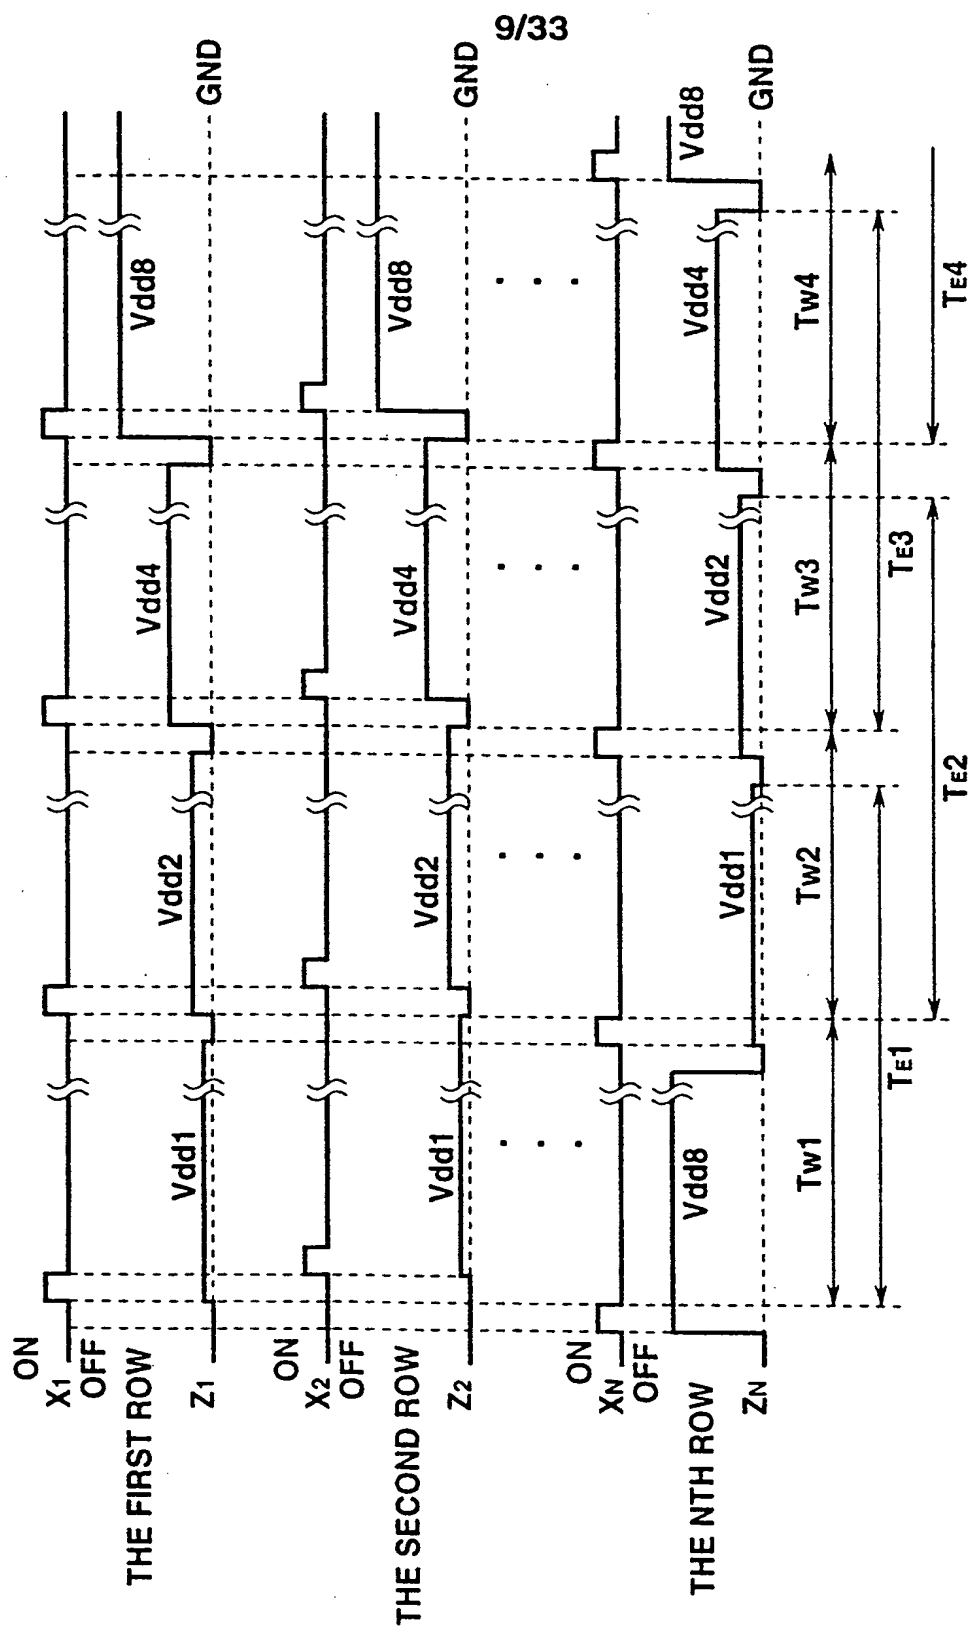 9/33
ON
X1
OFF
THE FIRST ROW
Z1
Vdd1
Vdd2
Vdd4
Vdd8
GND
ON
X2
OFF
THE SECOND ROW
Z2
Vdd1
Vdd2
Vdd4
Vdd8
GND
ON
XN
OFF
THE NTH ROW
ZN
Vdd8
Vdd1
Vdd2
Vdd4
Vdd8
GND
TW1
TW2
TW3
TW4
TE1
TE3
TE2
TE4